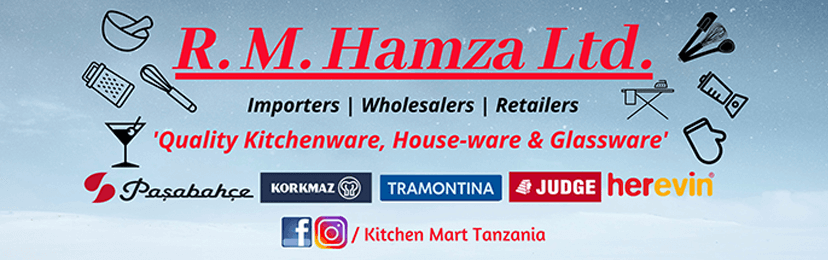 R. M. Hamza Ltd.
Importers | Wholesalers | Retailers
'Quality Kitchenware, House-ware & Glassware'
Paşabahçe KORKMAZ TRAMONTINA JUDGE herevin®
f / Kitchen Mart Tanzania